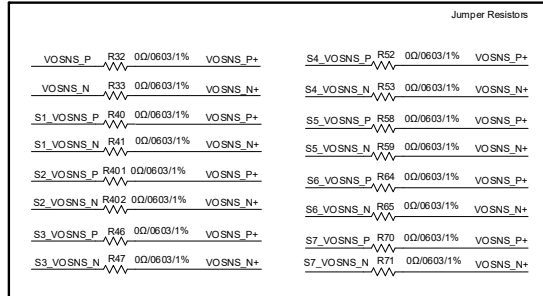 Jumper Resistors
VOSNS_P R32 0Ω/0603/1% VOSNS_P+
VOSNS_N R33 0Ω/0603/1% VOSNS_N+
S1_VOSNS_P R40 0Ω/0603/1% VOSNS_P+
S1_VOSNS_N R41 0Ω/0603/1% VOSNS_N+
S2_VOSNS_P R401 0Ω/0603/1% VOSNS_P+
S2_VOSNS_N R402 0Ω/0603/1% VOSNS_N+
S3_VOSNS_P R46 0Ω/0603/1% VOSNS_P+
S3_VOSNS_N R47 0Ω/0603/1% VOSNS_N+
S4_VOSNS_P R52 0Ω/0603/1% VOSNS_P+
S4_VOSNS_N R53 0Ω/0603/1% VOSNS_N+
S5_VOSNS_P R58 0Ω/0603/1% VOSNS_P+
S5_VOSNS_N R59 0Ω/0603/1% VOSNS_N+
S6_VOSNS_P R64 0Ω/0603/1% VOSNS_P+
S6_VOSNS_N R65 0Ω/0603/1% VOSNS_N+
S7_VOSNS_P R70 0Ω/0603/1% VOSNS_P+
S7_VOSNS_N R71 0Ω/0603/1% VOSNS_N+